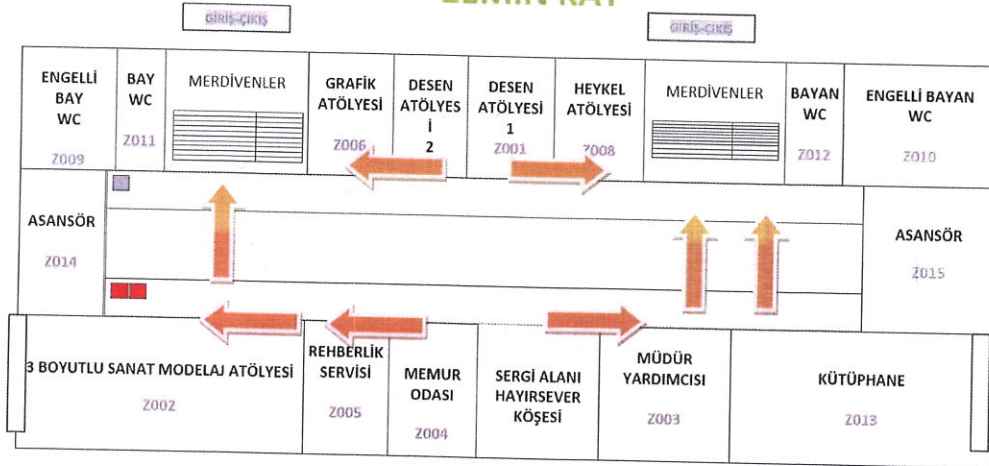 ZEMİN KAT
GİRİŞ-ÇIKIŞ
GİRİŞ-ÇIKIŞ
ENGELLİ
BAY
WC
Z009
BAY
WC
Z011
MERDİVENLER
GRAFİK
ATÖLYESİ
Z006
DESEN
ATÖLYES
İ
2
DESEN
ATÖLYESİ
1
Z001
HEYKEL
ATÖLYESİ
Z008
MERDİVENLER
BAYAN
WC
Z012
ENGELLİ BAYAN
WC
Z010
ASANSÖR
Z014
ASANSÖR
Z015
3 BOYUTLU SANAT MODELAJ ATÖLYESİ
Z002
REHBERLİK
SERVİSİ
Z005
MEMUR
ODASI
Z004
SERGİ ALANI
HAYIRSEVER
KÖŞESİ
MÜDÜR
YARDIMCISI
Z003
KÜTÜPHANE
Z013